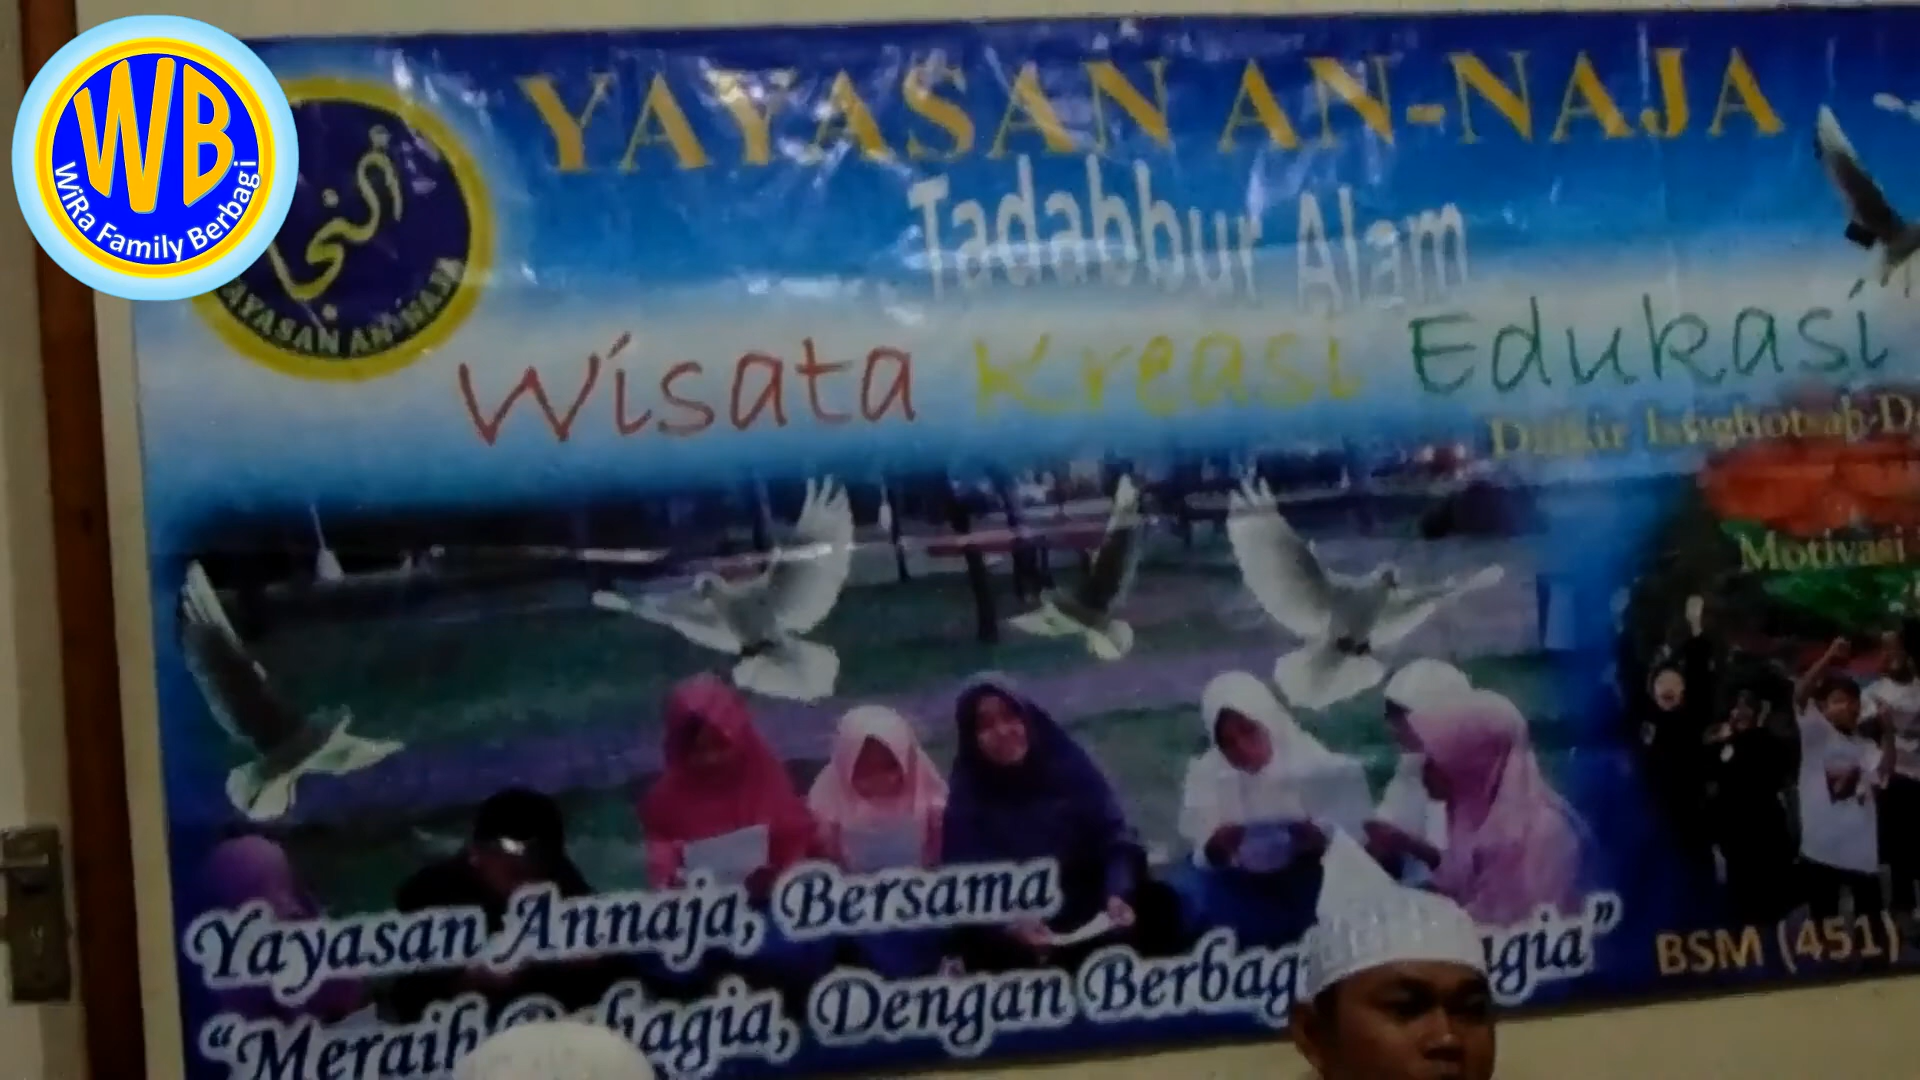 WB
WiRa Family Berbagi
النجا
YAYASAN AN-NAJA
YAYASAN AN-NAJA
Tadabbur Alam
Wisata Kreasi Edukasi
Motivasi
Yayasan Annaja, Bersama
"Meraih Dengan
BSM (451)